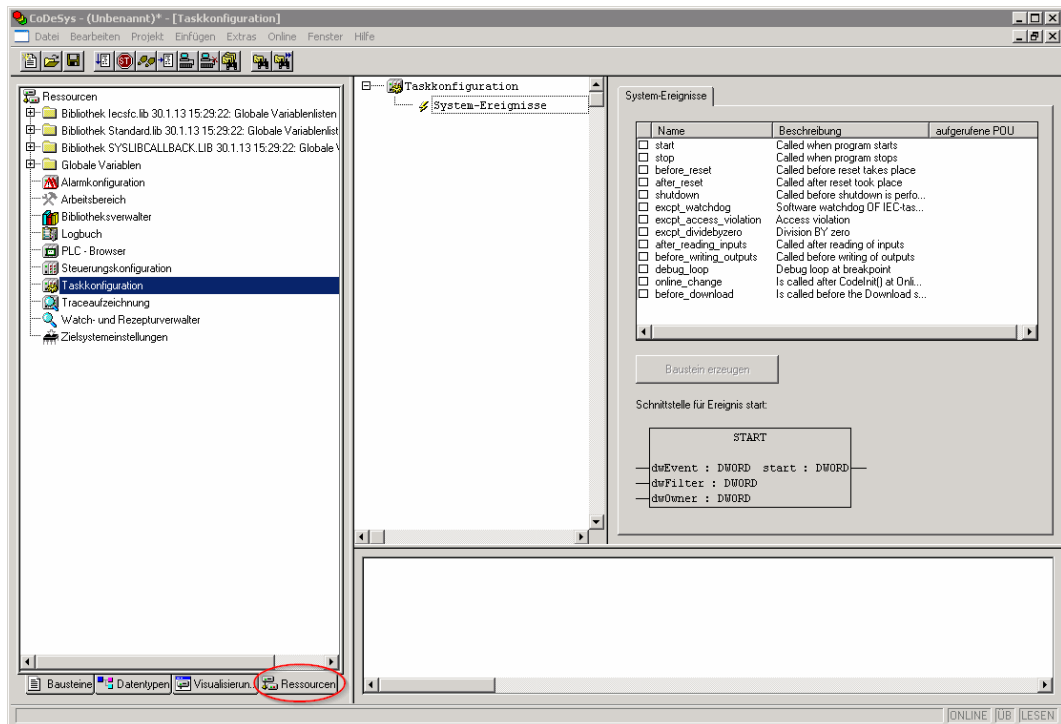 CoDeSys - (Unbenannt)* - [Taskkonfiguration]
Datei Bearbeiten Projekt Einfügen Extras Online Fenster Hilfe
Ressourcen
Bibliothek Iecsfc.lib 30.1.13 15:29:22: Globale Variablenlisten
Bibliothek Standard.lib 30.1.13 15:29:22: Globale Variablenlist
Bibliothek SYSLIBCALLBACK.LIB 30.1.13 15:29:22: Globale V
Globale Variablen
Alarmkonfiguration
Arbeitsbereich
Bibliotheksverwalter
Logbuch
PLC - Browser
Steuerungskonfiguration
Taskkonfiguration
Traceaufzeichnung
Watch- und Rezepturverwalter
Zielsystemeinstellungen
Bausteine Datentypen Visualisierun. Ressourcen
Taskkonfiguration
System-Ereignisse
System-Ereignisse
Name Beschreibung aufgerufene POU
start Called when program starts
stop Called when program stops
before_reset Called before reset takes place
after_reset Called after reset took place
shutdown Called before shutdown is perfo...
excpt_watchdog Software watchdog OF IEC-tas...
excpt_access_violation Access violation
excpt_dividebyzero Division BY zero
after_reading_inputs Called after reading of inputs
before_writing_outputs Called before writing of outputs
debug_loop Debug loop at breakpoint
online_change Is called after CodeInit() at Onli...
before_download Is called before the Download s...
Baustein erzeugen
Schnittstelle für Ereignis start:
START
dwEvent : DWORD start : DWORD
dwFilter : DWORD
dwOwner : DWORD
ONLINE ÜB LESEN